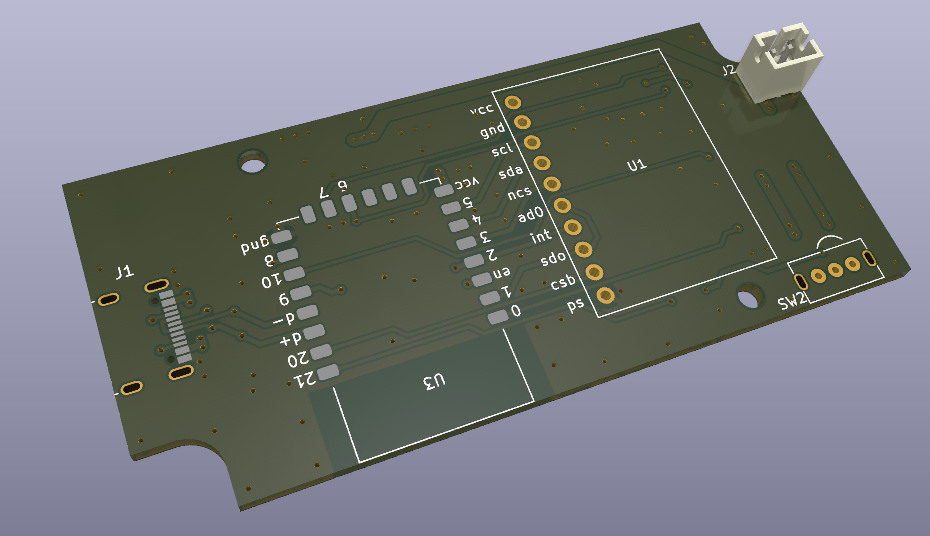 J2
vcc
gnd
scl
sda
ncs
ad0
int
sdo
csb
ps
U1
7 6
vcc
5
4
3
2
en
1
0
gnd
8
10
9
d-
d+
20
21
J1
U3
SW2